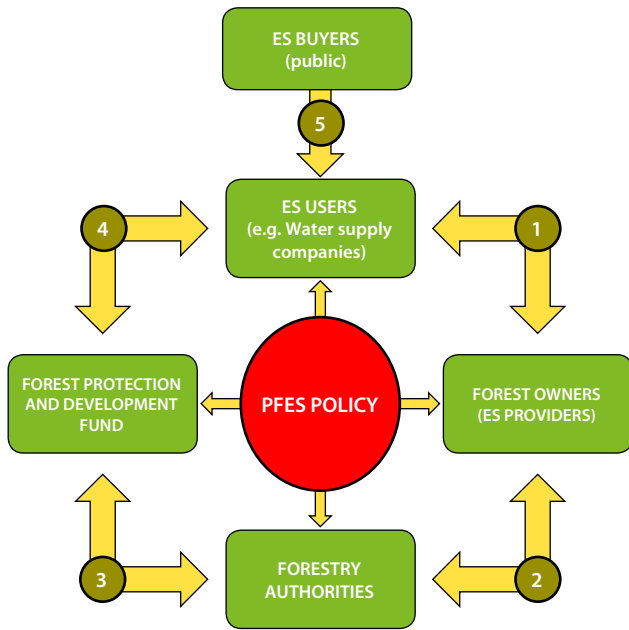 ES BUYERS
(public)
5
ES USERS
(e.g. Water supply
companies)
4
1
FOREST PROTECTION
AND DEVELOPMENT
FUND
PFES POLICY
FOREST OWNERS
(ES PROVIDERS)
3
FORESTRY
AUTHORITIES
2